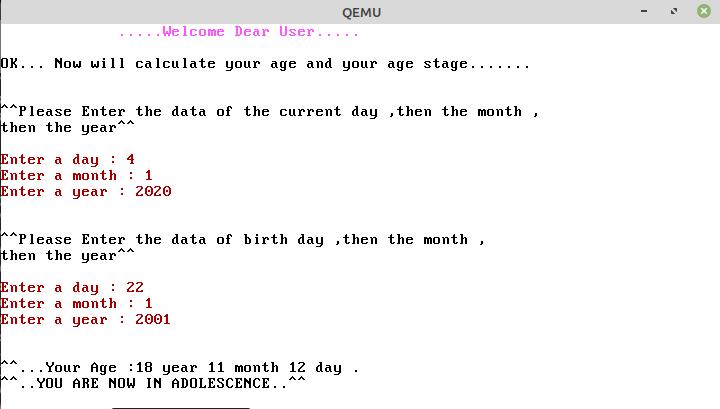 QEMU
.....Welcome Dear User.....
OK... Now will calculate your age and your age stage.......
^^Please Enter the data of the current day ,then the month ,
then the year^^
Enter a day : 4
Enter a month : 1
Enter a year : 2020
^^Please Enter the data of birth day ,then the month ,
then the year^^
Enter a day : 22
Enter a month : 1
Enter a year : 2001
^^...Your Age :18 year 11 month 12 day .
^^..YOU ARE NOW IN ADOLESCENCE..^^